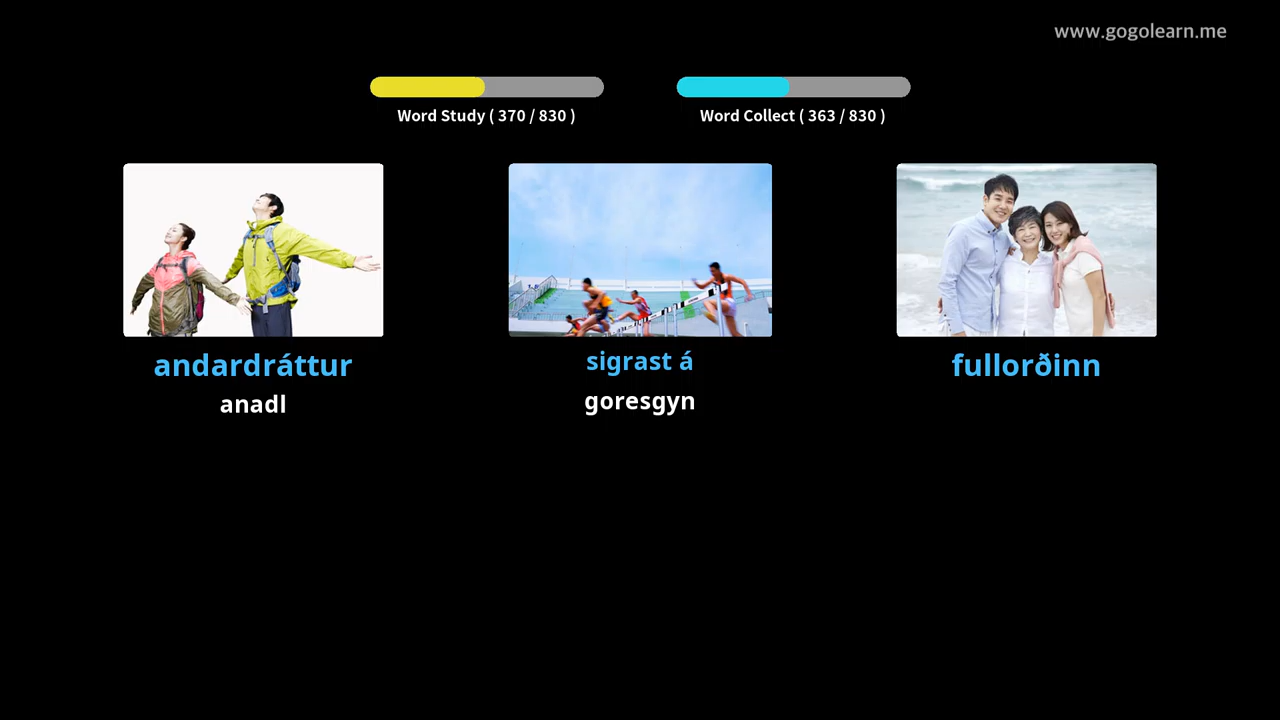 www.gogolearn.me
Word Study ( 370 / 830 )
Word Collect ( 363 / 830 )
andardráttur
anadl
sigrast á
goresgyn
fullorðinn